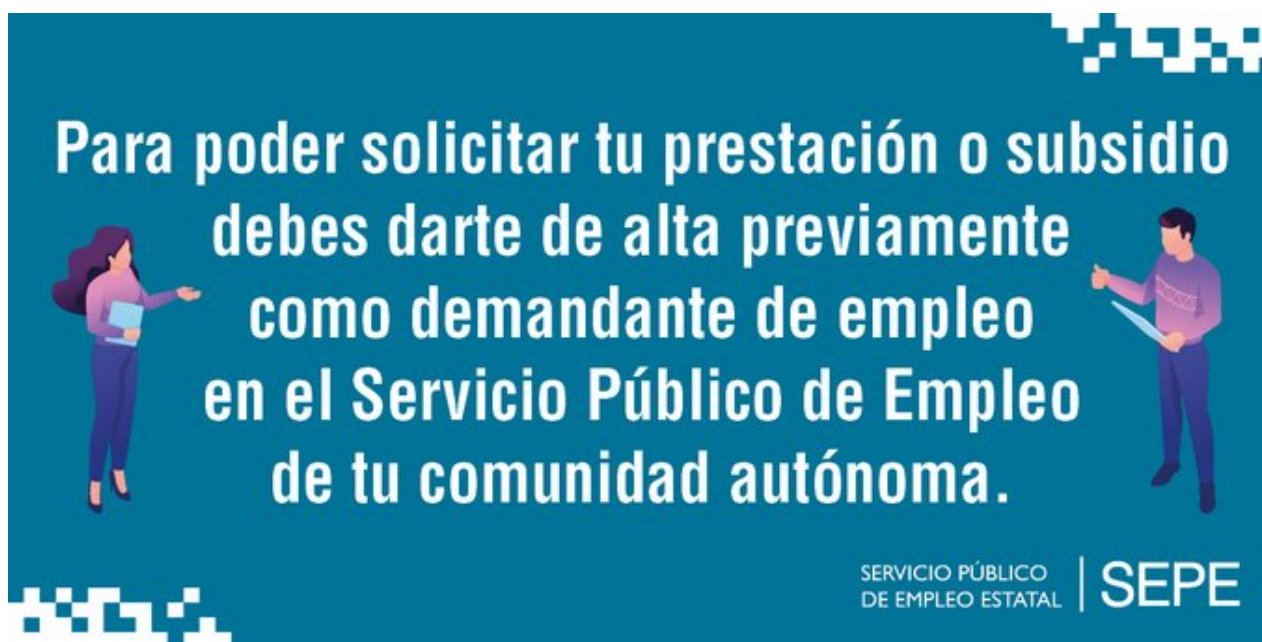 Para poder solicitar tu prestación o subsidio
debes darte de alta previamente
como demandante de empleo
en el Servicio Público de Empleo
de tu comunidad autónoma.
SERVICIO PÚBLICO
DE EMPLEO ESTATAL
SEPE